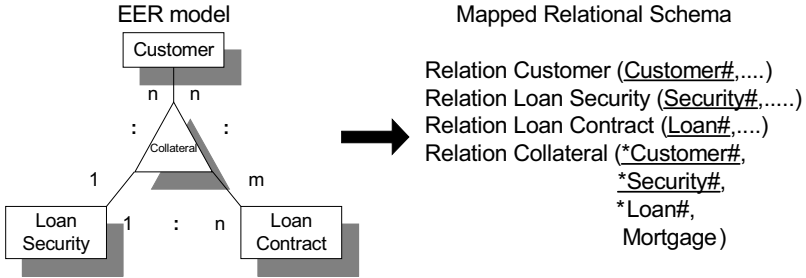 EER model
Mapped Relational Schema
Customer
n n
: :
Collateral
1 m
Loan
Security
1 : n
Loan
Contract
Relation Customer (Customer#,....)
Relation Loan Security (Security#,.....)
Relation Loan Contract (Loan#,....)
Relation Collateral (*Customer#,
*Security#,
*Loan#,
Mortgage)